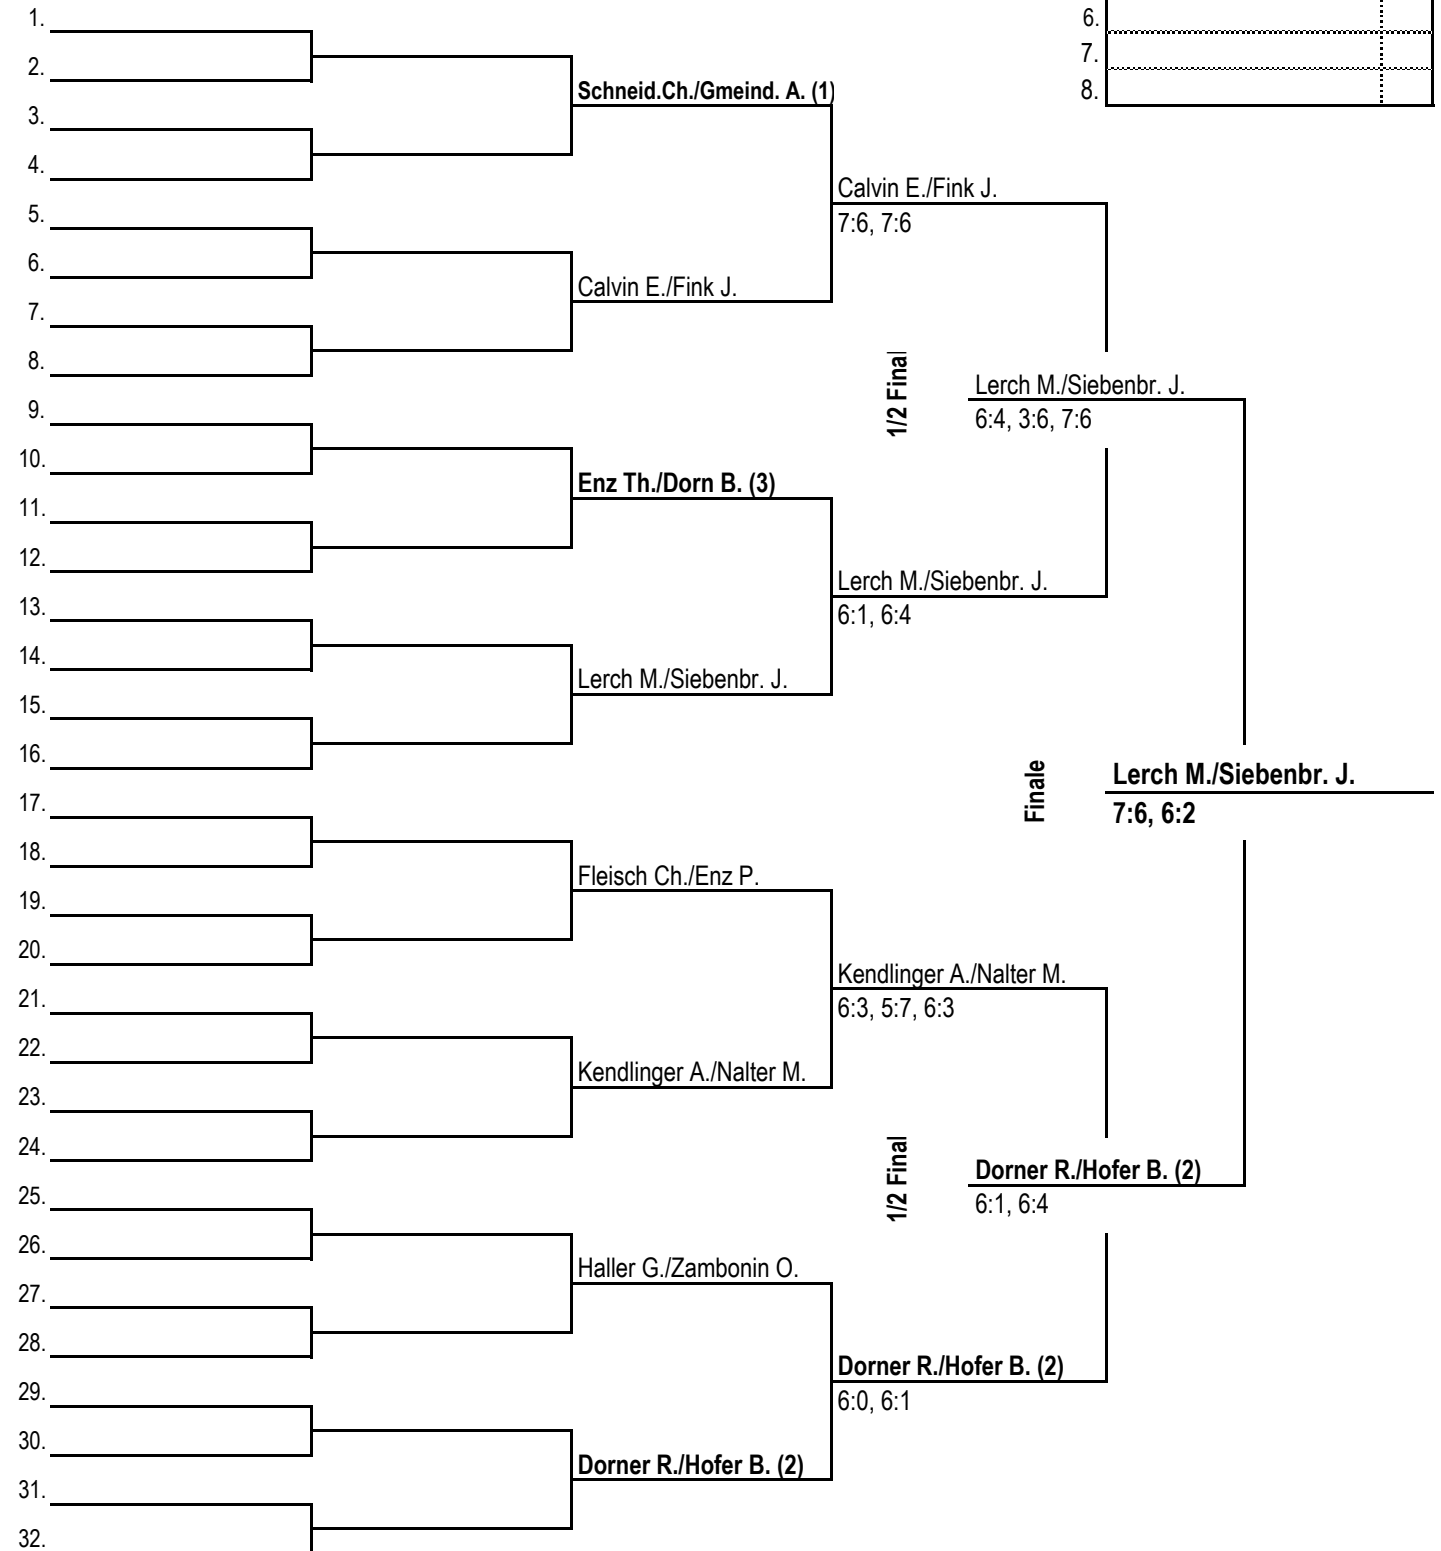 1.
2.
3.
4.
5.
6.
7.
8.
9.
10.
11.
12.
13.
14.
15.
16.
17.
18.
19.
20.
21.
22.
23.
24.
25.
26.
27.
28.
29.
30.
31.
32.
Schneid.Ch./Gmeind. A. (1)
Calvin E./Fink J.
Enz Th./Dorn B. (3)
Lerch M./Siebenbr. J.
Fleisch Ch./Enz P.
Kendlinger A./Nalter M.
Haller G./Zambonin O.
Dorner R./Hofer B. (2)
Calvin E./Fink J.
7:6, 7:6
Lerch M./Siebenbr. J.
6:1, 6:4
Kendlinger A./Nalter M.
6:3, 5:7, 6:3
Dorner R./Hofer B. (2)
6:0, 6:1
1/2 Final
Lerch M./Siebenbr. J.
6:4, 3:6, 7:6
1/2 Final
Dorner R./Hofer B. (2)
6:1, 6:4
Finale
Lerch M./Siebenbr. J.
7:6, 6:2
6.
7.
8.